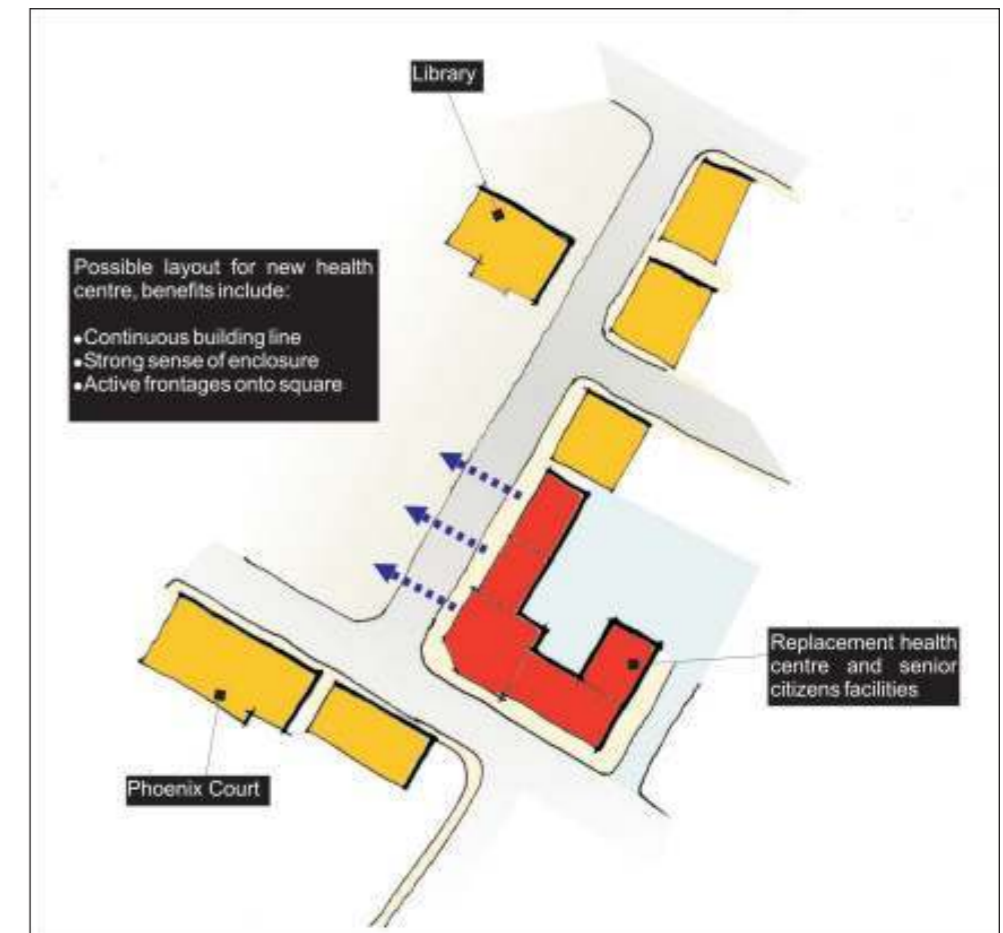 Library
Possible layout for new health
centre, benefits include:
•Continuous building line
•Strong sense of enclosure
•Active frontages onto square
Replacement health
centre and senior
citizens facilities
Phoenix Court